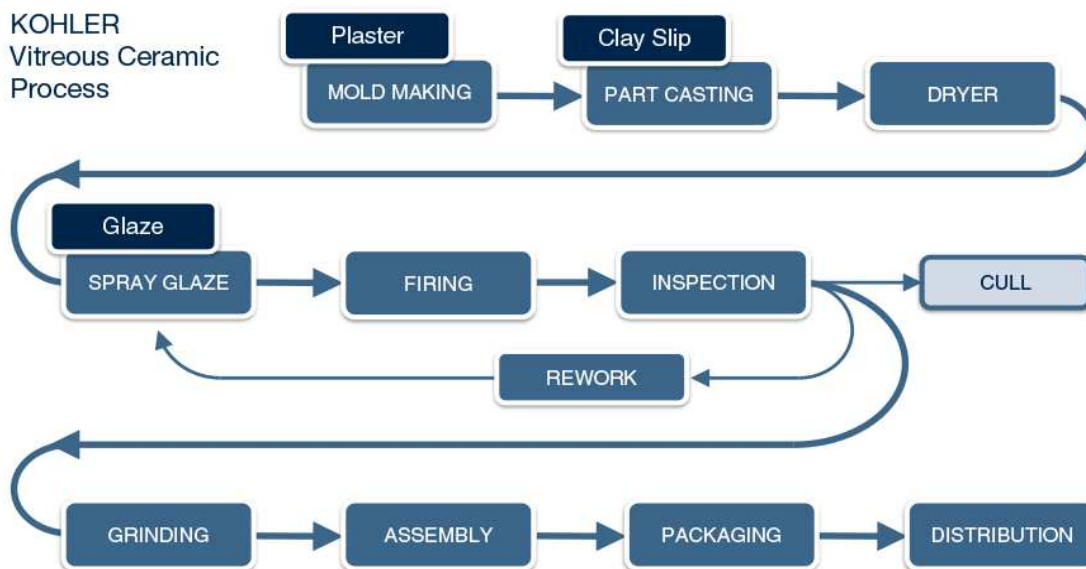 KOHLER
Vitreous Ceramic
Process
Plaster
MOLD MAKING
Clay Slip
PART CASTING
DRYER
Glaze
SPRAY GLAZE
FIRING
INSPECTION
CULL
REWORK
GRINDING
ASSEMBLY
PACKAGING
DISTRIBUTION